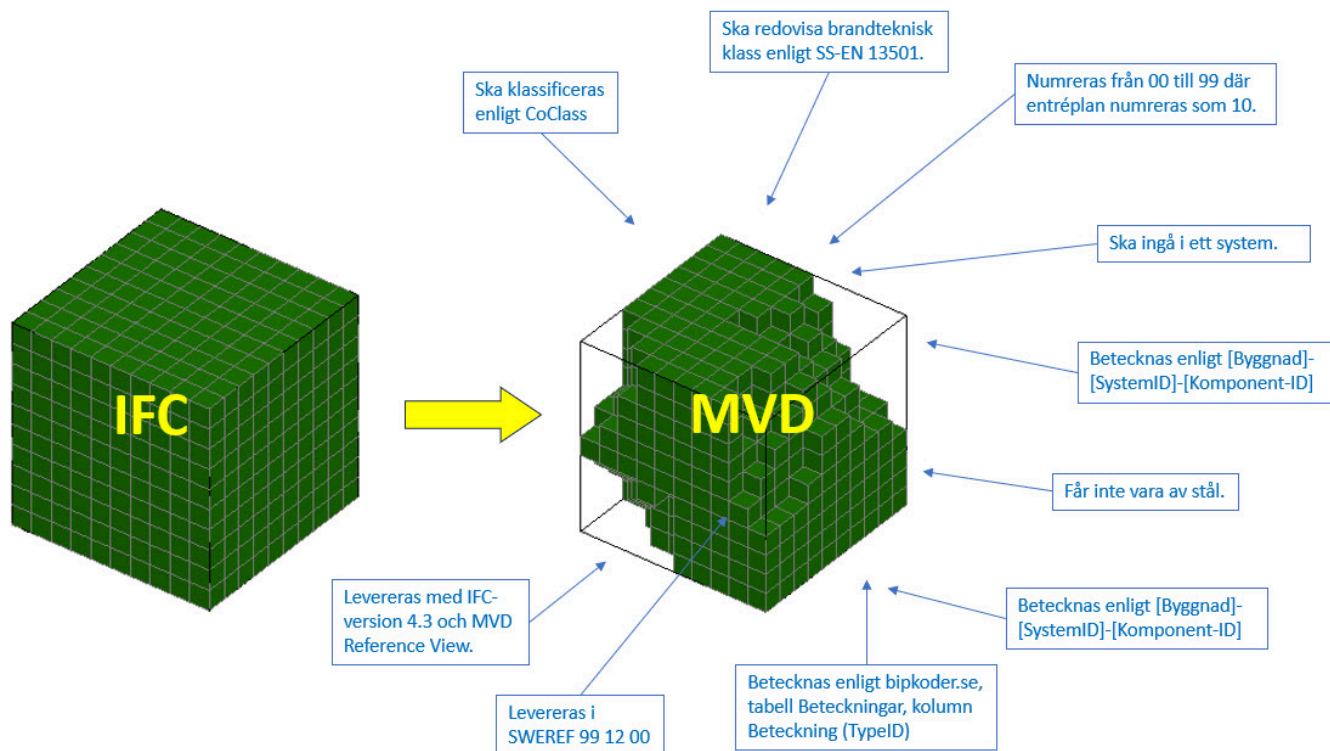 Ska redovisa brandteknisk
klass enligt SS-EN 13501.
Ska klassificeras
enligt CoClass
Numreras från 00 till 99 där
entréplan numreras som 10.
Ska ingå i ett system.
Betecknas enligt [Byggnad]-
[SystemID]-[Komponent-ID]
IFC
MVD
Får inte vara av stål.
Levereras med IFC-
version 4.3 och MVD
Reference View.
Betecknas enligt [Byggnad]-
[SystemID]-[Komponent-ID]
Levereras i
SWEREF 99 12 00
Betecknas enligt bipkoder.se,
tabell Beteckningar, kolumn
Beteckning (TypeID)